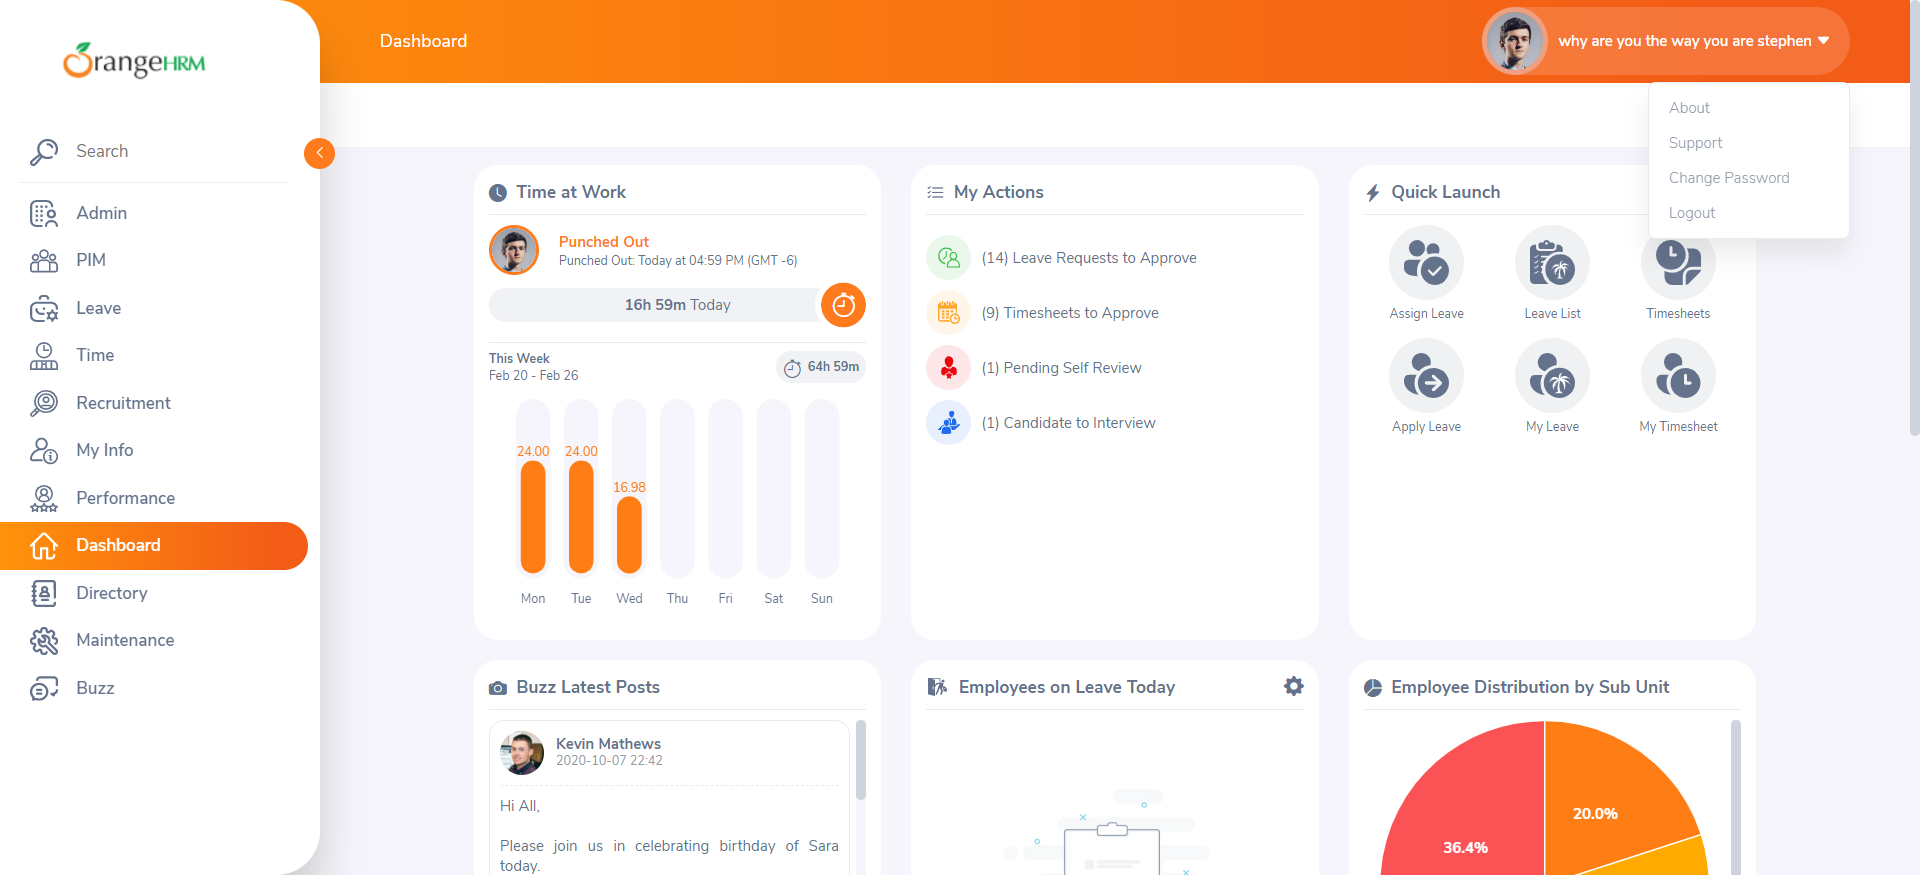 OrangeHRM
Dashboard
why are you the way you are stephen
About
Support
Change Password
Logout
Search
Admin
PIM
Leave
Time
Recruitment
My Info
Performance
Dashboard
Directory
Maintenance
Buzz
Time at Work
Punched Out
Punched Out: Today at 04:59 PM (GMT -6)
16h 59m Today
This Week
Feb 20 - Feb 26
64h 59m
24.00 24.00 16.98
Mon Tue Wed Thu Fri Sat Sun
My Actions
(14) Leave Requests to Approve
(9) Timesheets to Approve
(1) Pending Self Review
(1) Candidate to Interview
Quick Launch
Assign Leave Leave List Timesheets
Apply Leave My Leave My Timesheet
Buzz Latest Posts
Kevin Mathews
2020-10-07 22:42
Hi All,
Please join us in celebrating birthday of Sara
today.
Employees on Leave Today
Employee Distribution by Sub Unit
20.0%
36.4%